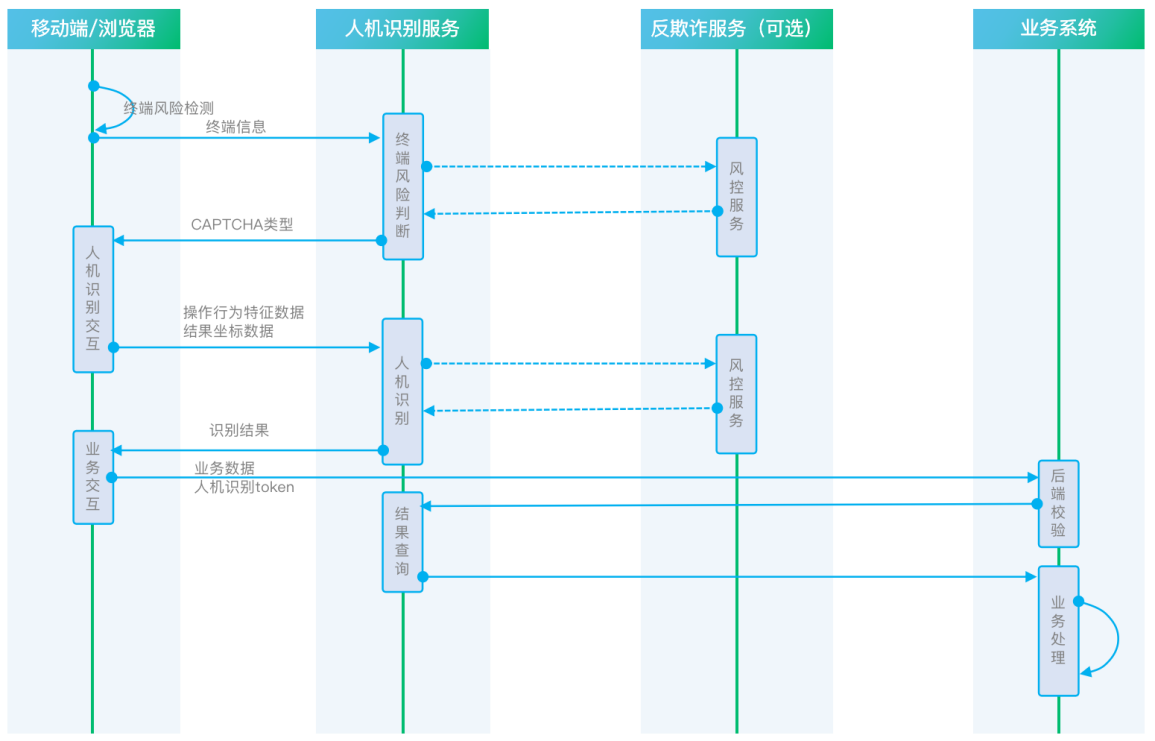 移动端/浏览器
人机识别服务
反欺诈服务（可选）
业务系统
终端风险检测
终端信息
终端风险判断
风控服务
CAPTCHA类型
人机识别交互
操作行为特征数据
结果坐标数据
人机识别
风控服务
识别结果
业务交互
业务数据
人机识别token
后端校验
结果查询
业务处理